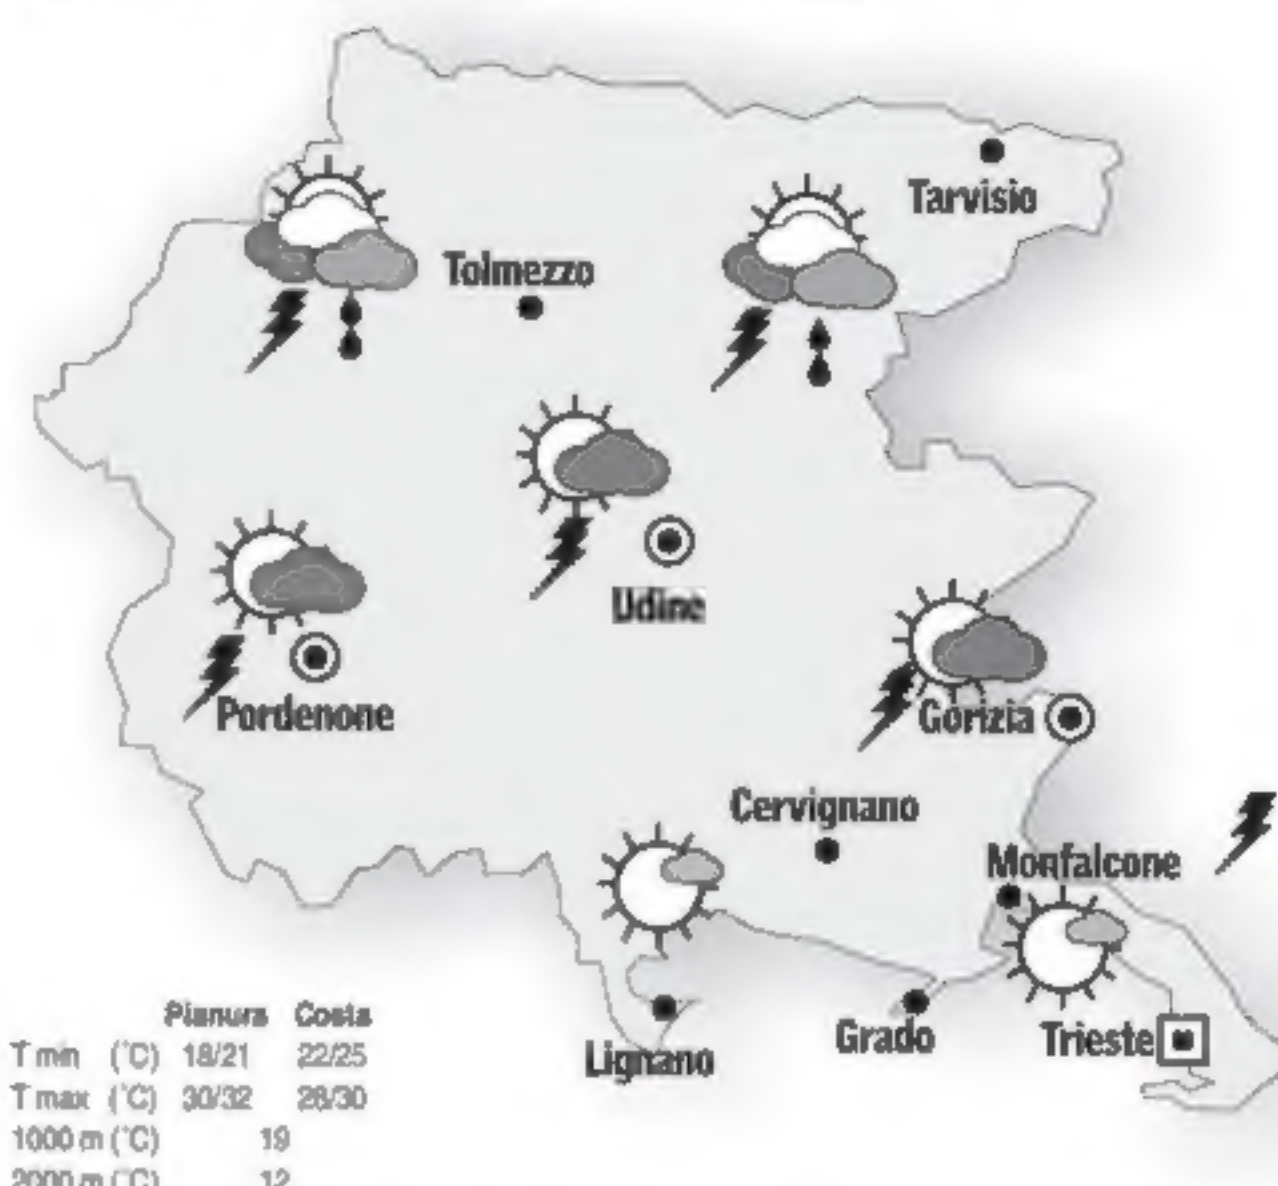 Tarvisio
Tolmezzo
Udine
Pordenone
Gorizia
Cervignano
Monfalcone
Grado
Trieste
Lignano
Pianura Costa
T min (°C) 18/21 22/25
T max (°C) 30/32 28/30
1000 m (°C) 19
2000 m (°C) 12